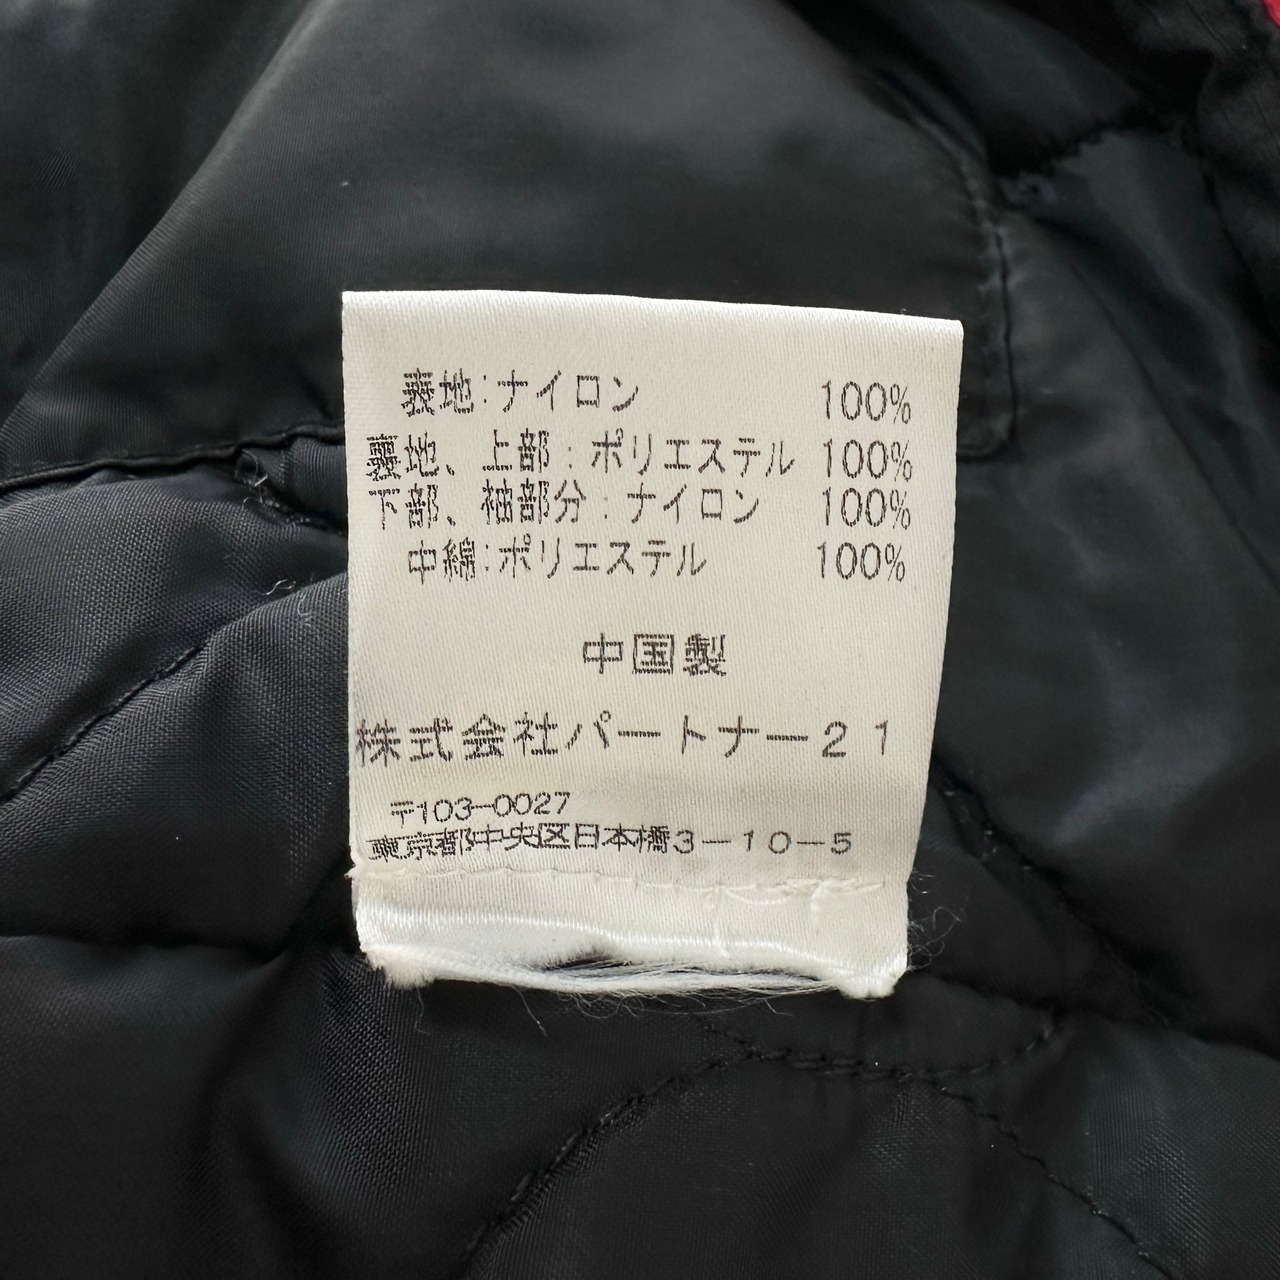 表地:ナイロン 100%
裏地、上部:ポリエステル 100%
下部、袖部分:ナイロン 100%
中綿:ポリエステル 100%
中国製
株式会社パートナー21
〒103-0027
東京都中央区日本橋3-10-5